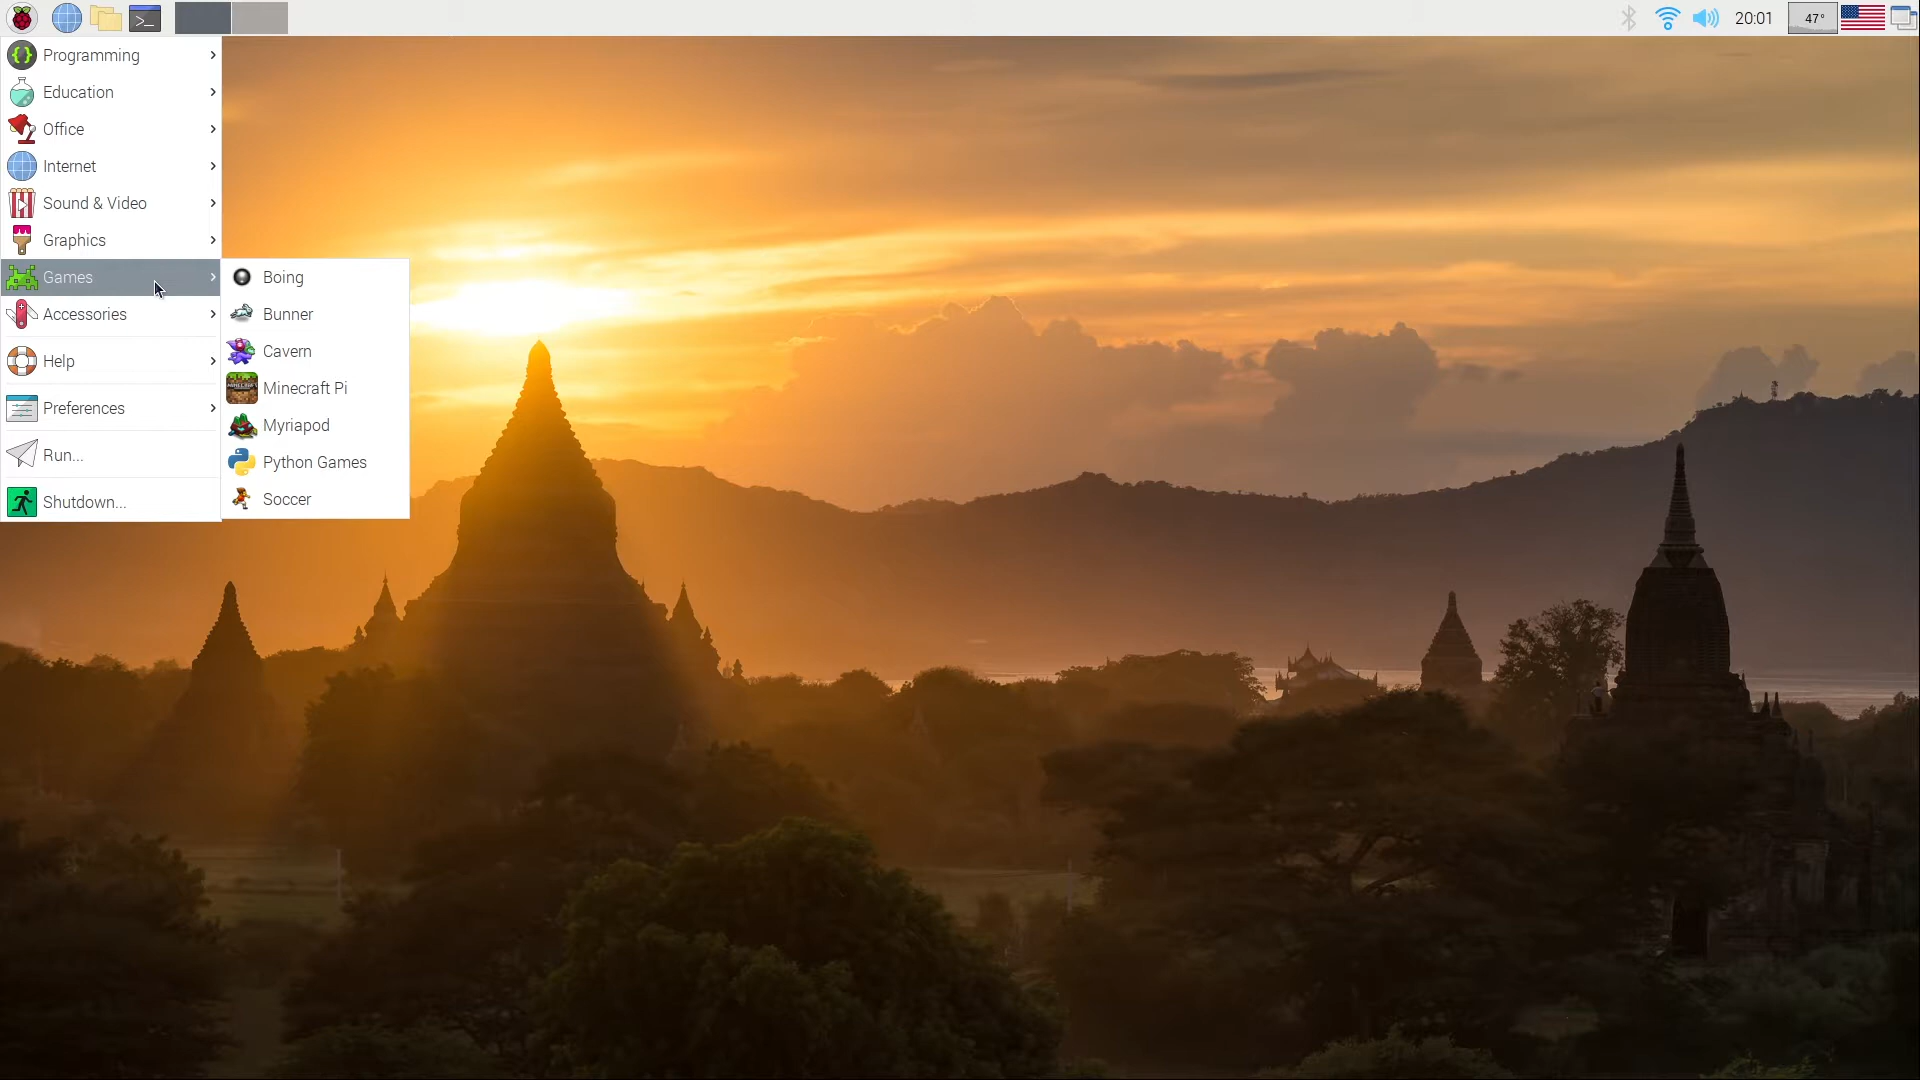 20:01
47°
Programming
Education
Office
Internet
Sound & Video
Graphics
Games
Accessories
Help
Preferences
Run...
Shutdown...
Boing
Bunner
Cavern
Minecraft Pi
Myriapod
Python Games
Soccer